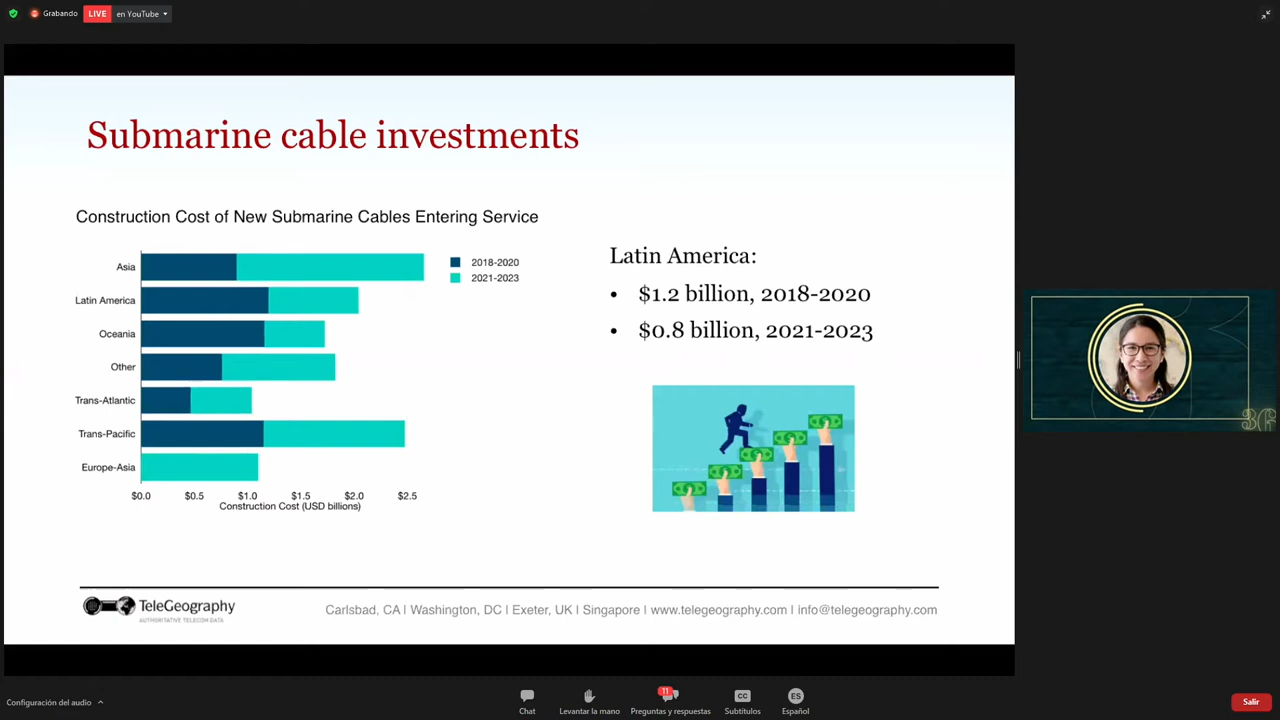 Grabando
LIVE
en YouTube
Submarine cable investments
Construction Cost of New Submarine Cables Entering Service
Asia
Latin America
Oceania
Other
Trans-Atlantic
Trans-Pacific
Europe-Asia
2018-2020
2021-2023
$0.0 $0.5 $1.0 $1.5 $2.0 $2.5
Construction Cost (USD billions)
Latin America:
• $1.2 billion, 2018-2020
• $0.8 billion, 2021-2023
TeleGeography
AUTHORITATIVE TELECOM DATA
Carlsbad, CA | Washington, DC | Exeter, UK | Singapore | www.telegeography.com | info@telegeography.com
Configuración del audio
Chat
Levantar la mano
11
Preguntas y respuestas
CC
Subtítulos
ES
Español
Salir